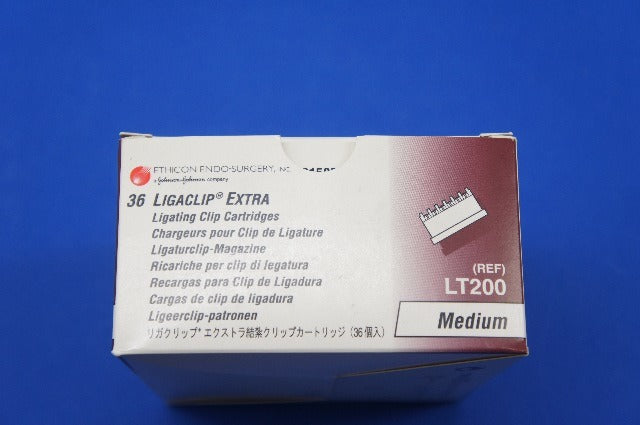 ETHICON ENDO-SURGERY, INC.
a Johnson & Johnson company
36 LIGACLIP® EXTRA
Ligating Clip Cartridges
Chargeurs pour Clip de Ligature
Ligaturclip-Magazine
Ricariche per clip di legatura
Recargas para Clip de Ligadura
Cargas de clip de ligadura
Ligeerclip-patronen
リガクリップ* エクストラ結紮クリップカートリッジ (36個入)
(REF)
LT200
Medium